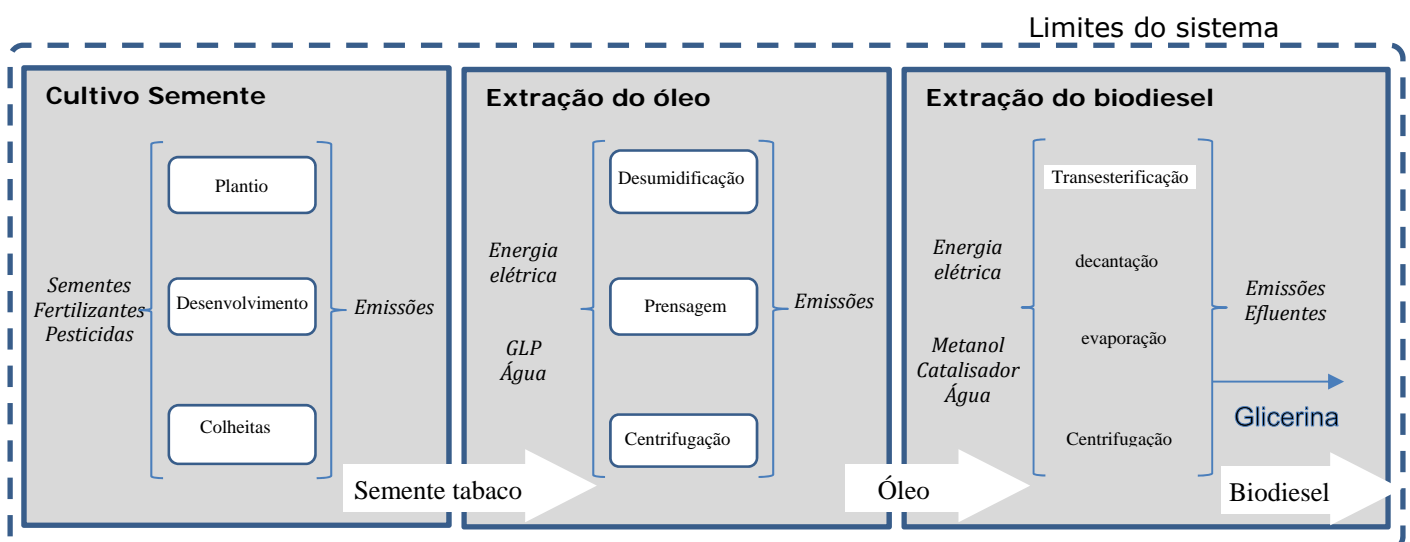 Limites do sistema
Cultivo Semente
Sementes
Fertilizantes
Pesticidas
Plantio
Desenvolvimento
Colheitas
Emissões
Semente tabaco
Extração do óleo
Energia
elétrica
GLP
Água
Desumidificação
Prensagem
Centrifugação
Emissões
Óleo
Extração do biodiesel
Energia
elétrica
Metanol
Catalisador
Água
Transesterificação
decantação
evaporação
Centrifugação
Emissões
Efluentes
Glicerina
Biodiesel